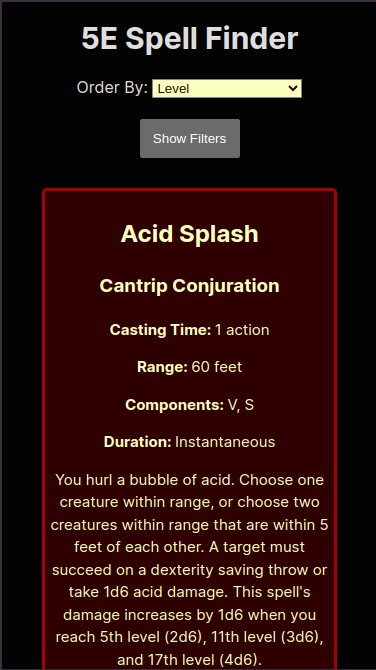 5E Spell Finder
Order By: Level
Show Filters
Acid Splash
Cantrip Conjuration
Casting Time: 1 action
Range: 60 feet
Components: V, S
Duration: Instantaneous
You hurl a bubble of acid. Choose one
creature within range, or choose two
creatures within range that are within 5
feet of each other. A target must
succeed on a dexterity saving throw or
take 1d6 acid damage. This spell's
damage increases by 1d6 when you
reach 5th level (2d6), 11th level (3d6),
and 17th level (4d6).